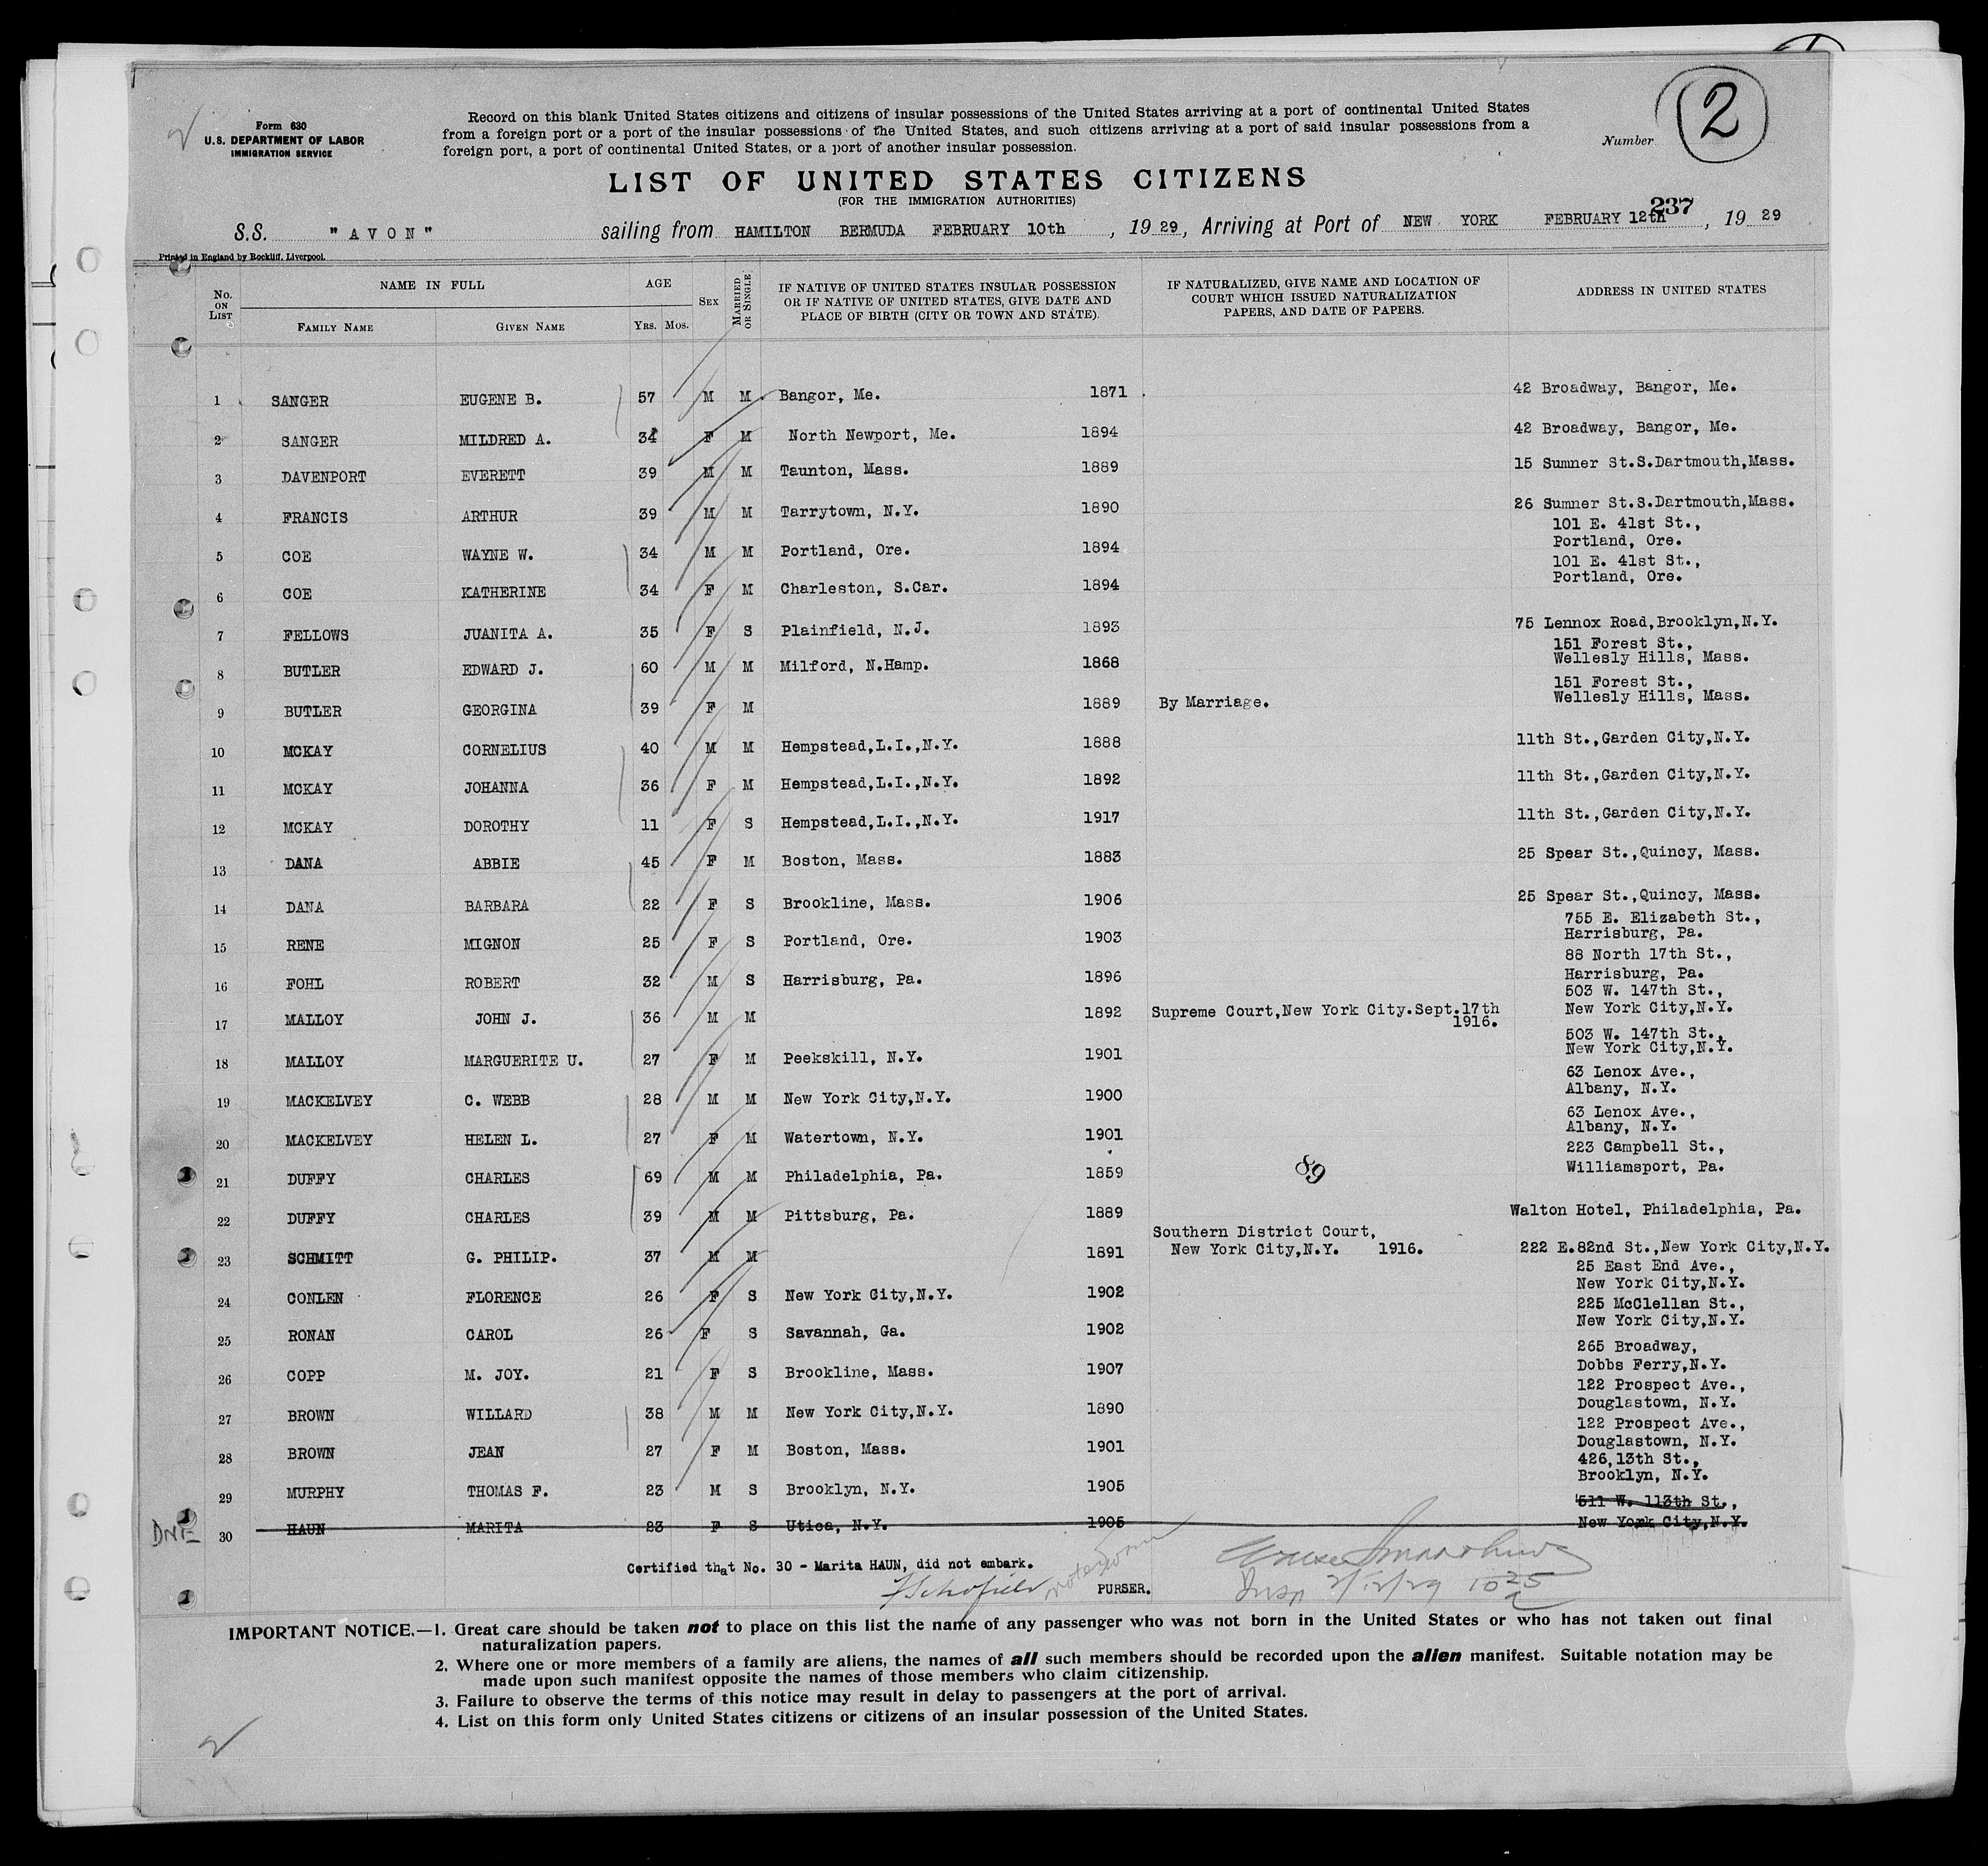 2
Form 630
U.S. DEPARTMENT OF LABOR
IMMIGRATION SERVICE
Record on this blank United States citizens and citizens of insular possessions of the United States arriving at a port of continental United States
from a foreign port or a port of the insular possessions of the United States, and such citizens arriving at a port of said insular possessions from a
foreign port, a port of continental United States, or a port of another insular possession.
Number
LIST OF UNITED STATES CITIZENS
(FOR THE IMMIGRATION AUTHORITIES)
237
S.S. "AVON" sailing from HAMILTON BERMUDA FEBRUARY 10th, 1929, Arriving at Port of NEW YORK FEBRUARY 12th, 1929
Printed in England by Rockliff, Liverpool.
No. ON LIST
NAME IN FULL
FAMILY NAME GIVEN NAME
AGE
YRS. MOS.
SEX
MARRIED OR SINGLE
IF NATIVE OF UNITED STATES INSULAR POSSESSION
OR IF NATIVE OF UNITED STATES, GIVE DATE AND
PLACE OF BIRTH (CITY OR TOWN AND STATE).
IF NATURALIZED, GIVE NAME AND LOCATION OF
COURT WHICH ISSUED NATURALIZATION
PAPERS, AND DATE OF PAPERS.
ADDRESS IN UNITED STATES
1 SANGER EUGENE B. 57 M M Bangor, Me. 1871 42 Broadway, Bangor, Me.
2 SANGER MILDRED A. 34 F M North Newport, Me. 1894 42 Broadway, Bangor, Me.
3 DAVENPORT EVERETT 39 M M Taunton, Mass. 1889 15 Sumner St.S.Dartmouth,Mass.
4 FRANCIS ARTHUR 39 M M Tarrytown, N.Y. 1890 26 Sumner St.S.Dartmouth,Mass.
101 E. 41st St.,
5 COE WAYNE W. 34 M M Portland, Ore. 1894 Portland, Ore.
101 E. 41st St.,
6 COE KATHERINE 34 F M Charleston, S.Car. 1894 Portland, Ore.
7 FELLOWS JUANITA A. 35 F S Plainfield, N.J. 1893 75 Lennox Road,Brooklyn,N.Y.
151 Forest St.,
8 BUTLER EDWARD J. 60 M M Milford, N.Hamp. 1868 Wellesly Hills, Mass.
151 Forest St.,
9 BUTLER GEORGINA 39 F M 1889 By Marriage. Wellesly Hills, Mass.
10 MCKAY CORNELIUS 40 M M Hempstead,L.I.,N.Y. 1888 11th St.,Garden City,N.Y.
11 MCKAY JOHANNA 36 F M Hempstead,L.I.,N.Y. 1892 11th St.,Garden City,N.Y.
12 MCKAY DOROTHY 11 F S Hempstead,L.I.,N.Y. 1917 11th St.,Garden City,N.Y.
13 DANA ABBIE 45 F M Boston, Mass. 1883 25 Spear St.,Quincy, Mass.
14 DANA BARBARA 22 F S Brookline, Mass. 1906 25 Spear St.,Quincy, Mass.
755 E. Elizabeth St.,
15 RENE MIGNON 25 F S Portland, Ore. 1903 Harrisburg, Pa.
88 North 17th St.,
16 FOHL ROBERT 32 M S Harrisburg, Pa. 1896 Harrisburg, Pa.
503 W. 147th St.,
17 MALLOY JOHN J. 36 M M 1892 Supreme Court,New York City.Sept.17th New York City,N.Y.
1916.
503 W. 147th St.,
18 MALLOY MARGUERITE U. 27 F M Peekskill, N.Y. 1901 New York City,N.Y.
63 Lenox Ave.,
19 MACKELVEY C. WEBB 28 M M New York City,N.Y. 1900 Albany, N.Y.
63 Lenox Ave.,
20 MACKELVEY HELEN L. 27 F M Watertown, N.Y. 1901 Albany, N.Y.
223 Campbell St.,
21 DUFFY CHARLES 69 M M Philadelphia, Pa. 1859 89 Williamsport, Pa.
22 DUFFY CHARLES 39 M M Pittsburg, Pa. 1889 Walton Hotel, Philadelphia, Pa.
Southern District Court,
23 SCHMITT G. PHILIP. 37 M M 1891 New York City,N.Y. 1916. 222 E.82nd St.,New York City,N.Y.
25 East End Ave.,
24 CONLEN FLORENCE 26 F S New York City,N.Y. 1902 New York City,N.Y.
225 McClellan St.,
25 RONAN CAROL 26 F S Savannah, Ga. 1902 New York City,N.Y.
265 Broadway,
26 COPP M. JOY. 21 F S Brookline, Mass. 1907 Dobbs Ferry,N.Y.
122 Prospect Ave.,
27 BROWN WILLARD 38 M M New York City,N.Y. 1890 Douglastown, N.Y.
122 Prospect Ave.,
28 BROWN JEAN 27 F M Boston, Mass. 1901 Douglastown, N.Y.
426,13th St.,
29 MURPHY THOMAS F. 23 M S Brooklyn, N.Y. 1905 Brooklyn, N.Y.
511 W. 113th St.,
DNE 30 HAUN MARITA 23 F S Utica, N.Y. 1905 New York City,N.Y.
Certified that No. 30 - Marita HAUN, did not embark.
PURSER.
Insp 2/12/29 10 25 a
IMPORTANT NOTICE.—1. Great care should be taken not to place on this list the name of any passenger who was not born in the United States or who has not taken out final
naturalization papers.
2. Where one or more members of a family are aliens, the names of all such members should be recorded upon the alien manifest. Suitable notation may be
made upon such manifest opposite the names of those members who claim citizenship.
3. Failure to observe the terms of this notice may result in delay to passengers at the port of arrival.
4. List on this form only United States citizens or citizens of an insular possession of the United States.